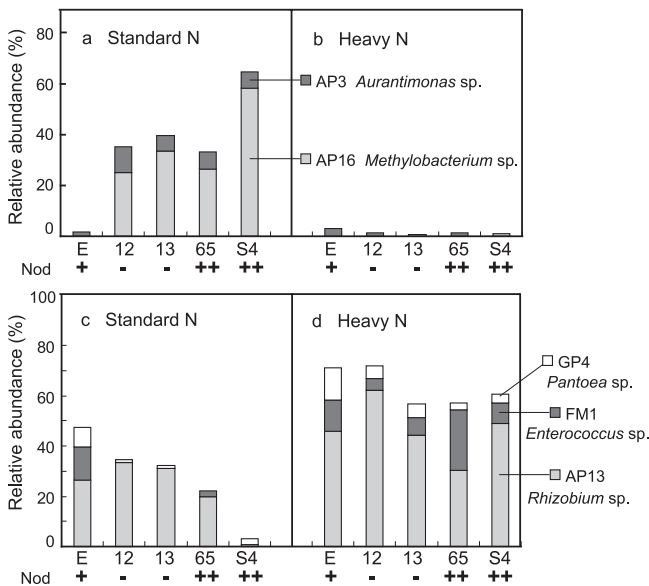 Relative abundance (%)
80
60
40
20
0
a Standard N
b Heavy N
AP3 Aurantimonas sp.
AP16 Methylobacterium sp.
E 12 13 65 S4 E 12 13 65 S4
Nod + - - ++ ++ + - - ++ ++
Relative abundance (%)
100
80
60
40
20
0
c Standard N
d Heavy N
GP4
Pantoea sp.
FM1
Enterococcus sp.
AP13
Rhizobium sp.
E 12 13 65 S4 E 12 13 65 S4
Nod + - - ++ ++ + - - ++ ++